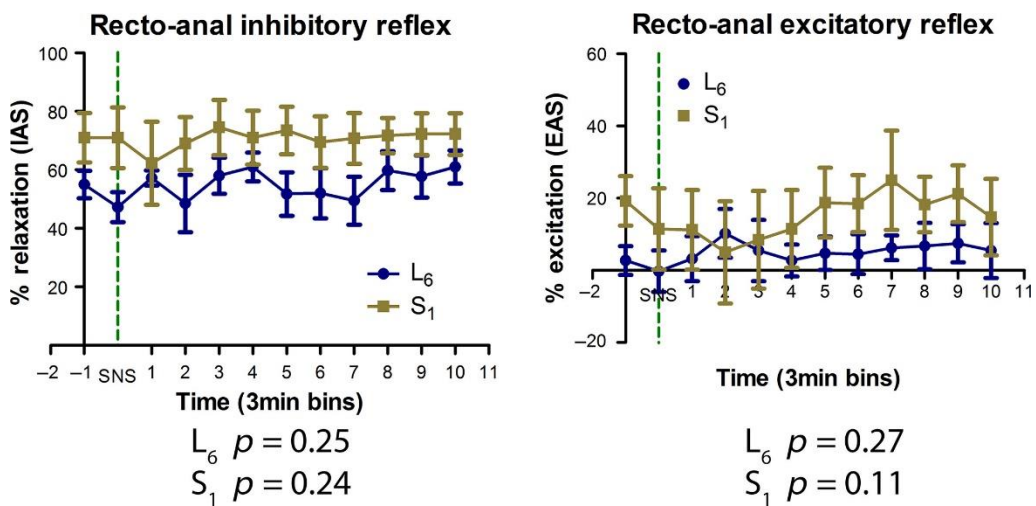 Recto-anal inhibitory reflex
100
80
60
40
20
% relaxation (IAS)
L₆
S₁
–2 –1 SNS 1 2 3 4 5 6 7 8 9 10 11
Time (3min bins)
L₆ p = 0.25
S₁ p = 0.24
Recto-anal excitatory reflex
60
40
20
–20
% excitation (EAS)
L₆
S₁
–2 SNS 1 2 3 4 5 6 7 8 9 10 11
Time (3min bins)
L₆ p = 0.27
S₁ p = 0.11